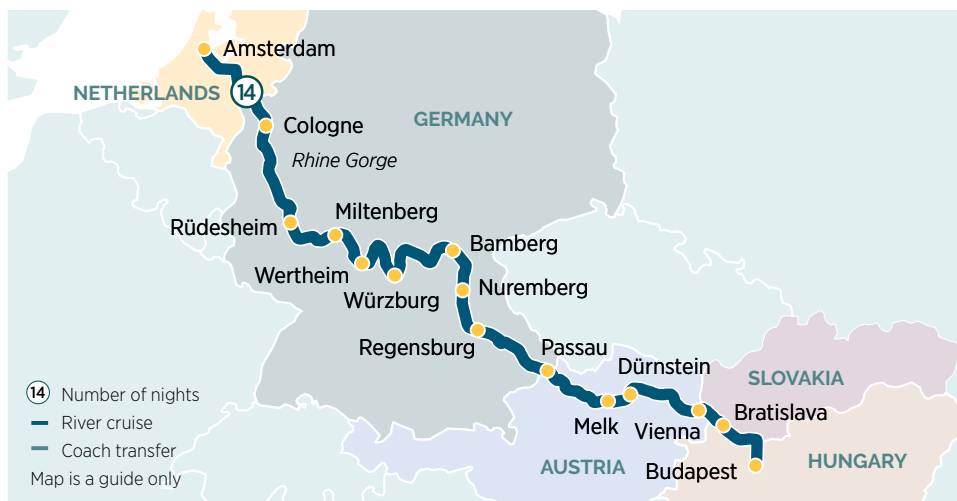 Amsterdam
NETHERLANDS
14
Cologne
GERMANY
Rhine Gorge
Rüdesheim
Miltenberg
Wertheim
Würzburg
Bamberg
Nuremberg
Regensburg
Passau
Dürnstein
SLOVAKIA
Melk
Vienna
Bratislava
AUSTRIA
Budapest
HUNGARY
14 Number of nights
River cruise
Coach transfer
Map is a guide only